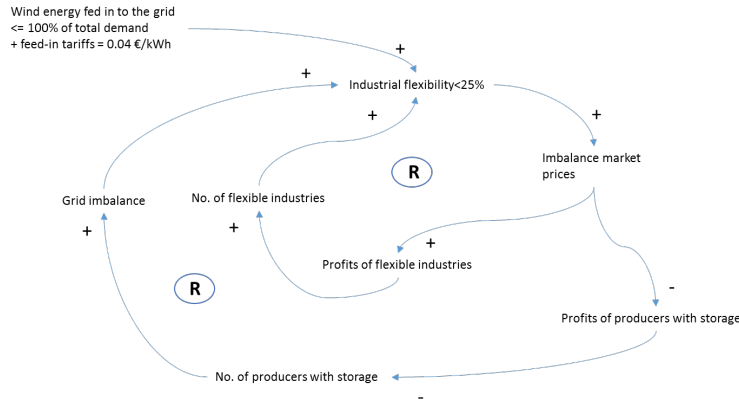 Wind energy fed in to the grid
<= 100% of total demand
+ feed-in tariffs = 0.04 €/kWh
+
+
Industrial flexibility<25%
+
+
Imbalance market
prices
R
Grid imbalance
No. of flexible industries
+
+
+
Profits of flexible industries
R
-
Profits of producers with storage
No. of producers with storage
-